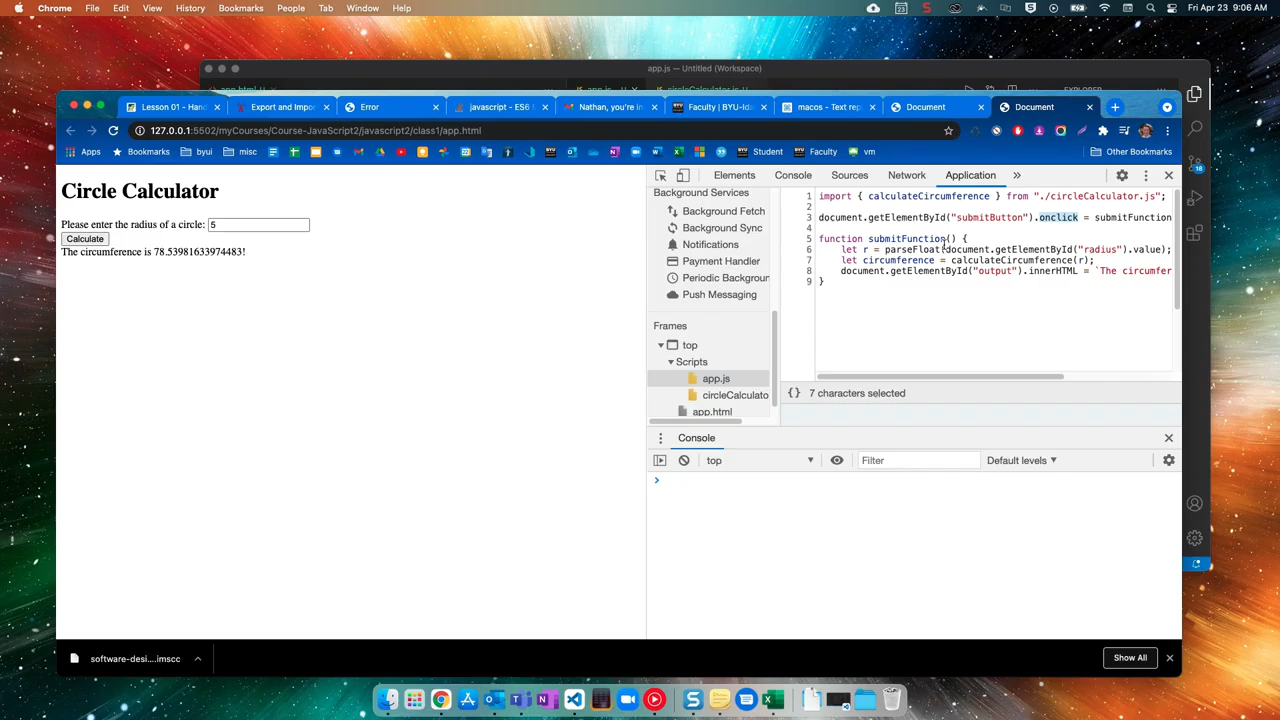 Chrome File Edit View History Bookmarks People Tab Window Help Fri Apr 23 9:06 AM
app.js — Untitled (Workspace)
Lesson 01 - Hand Export and Impo Error javascript - ES6 Nathan, you're in Faculty | BYU-Ida macos - Text rep Document Document
127.0.0.1:5502/myCourses/Course-JavaScript2/javascript2/class1/app.html
Apps Bookmarks byui misc Student Faculty vm Other Bookmarks
Circle Calculator
Please enter the radius of a circle: 5
Calculate
The circumference is 78.53981633974483!
Elements Console Sources Network Application »
Background Services
Background Fetch
Background Sync
Notifications
Payment Handler
Periodic Backgroun
Push Messaging
Frames
top
Scripts
app.js
circleCalculato
app.html
1 import { calculateCircumference } from "./circleCalculator.js";
2
3 document.getElementById("submitButton").onclick = submitFunction
4
5 function submitFunction() {
6 let r = parseFloat(document.getElementById("radius").value);
7 let circumference = calculateCircumference(r);
8 document.getElementById("output").innerHTML = `The circumfer
9 }
{} 7 characters selected
Console
top Filter Default levels
>
18
software-desi....imscc Show All